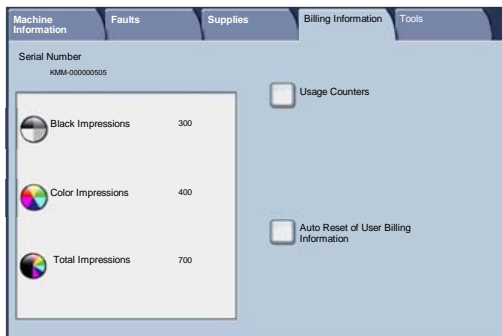 Machine Information
Faults
Supplies
Billing Information
Tools
Serial Number
KMM-000000505
Usage Counters
Black Impressions 300
Color Impressions 400
Auto Reset of User Billing
Information
Total Impressions 700